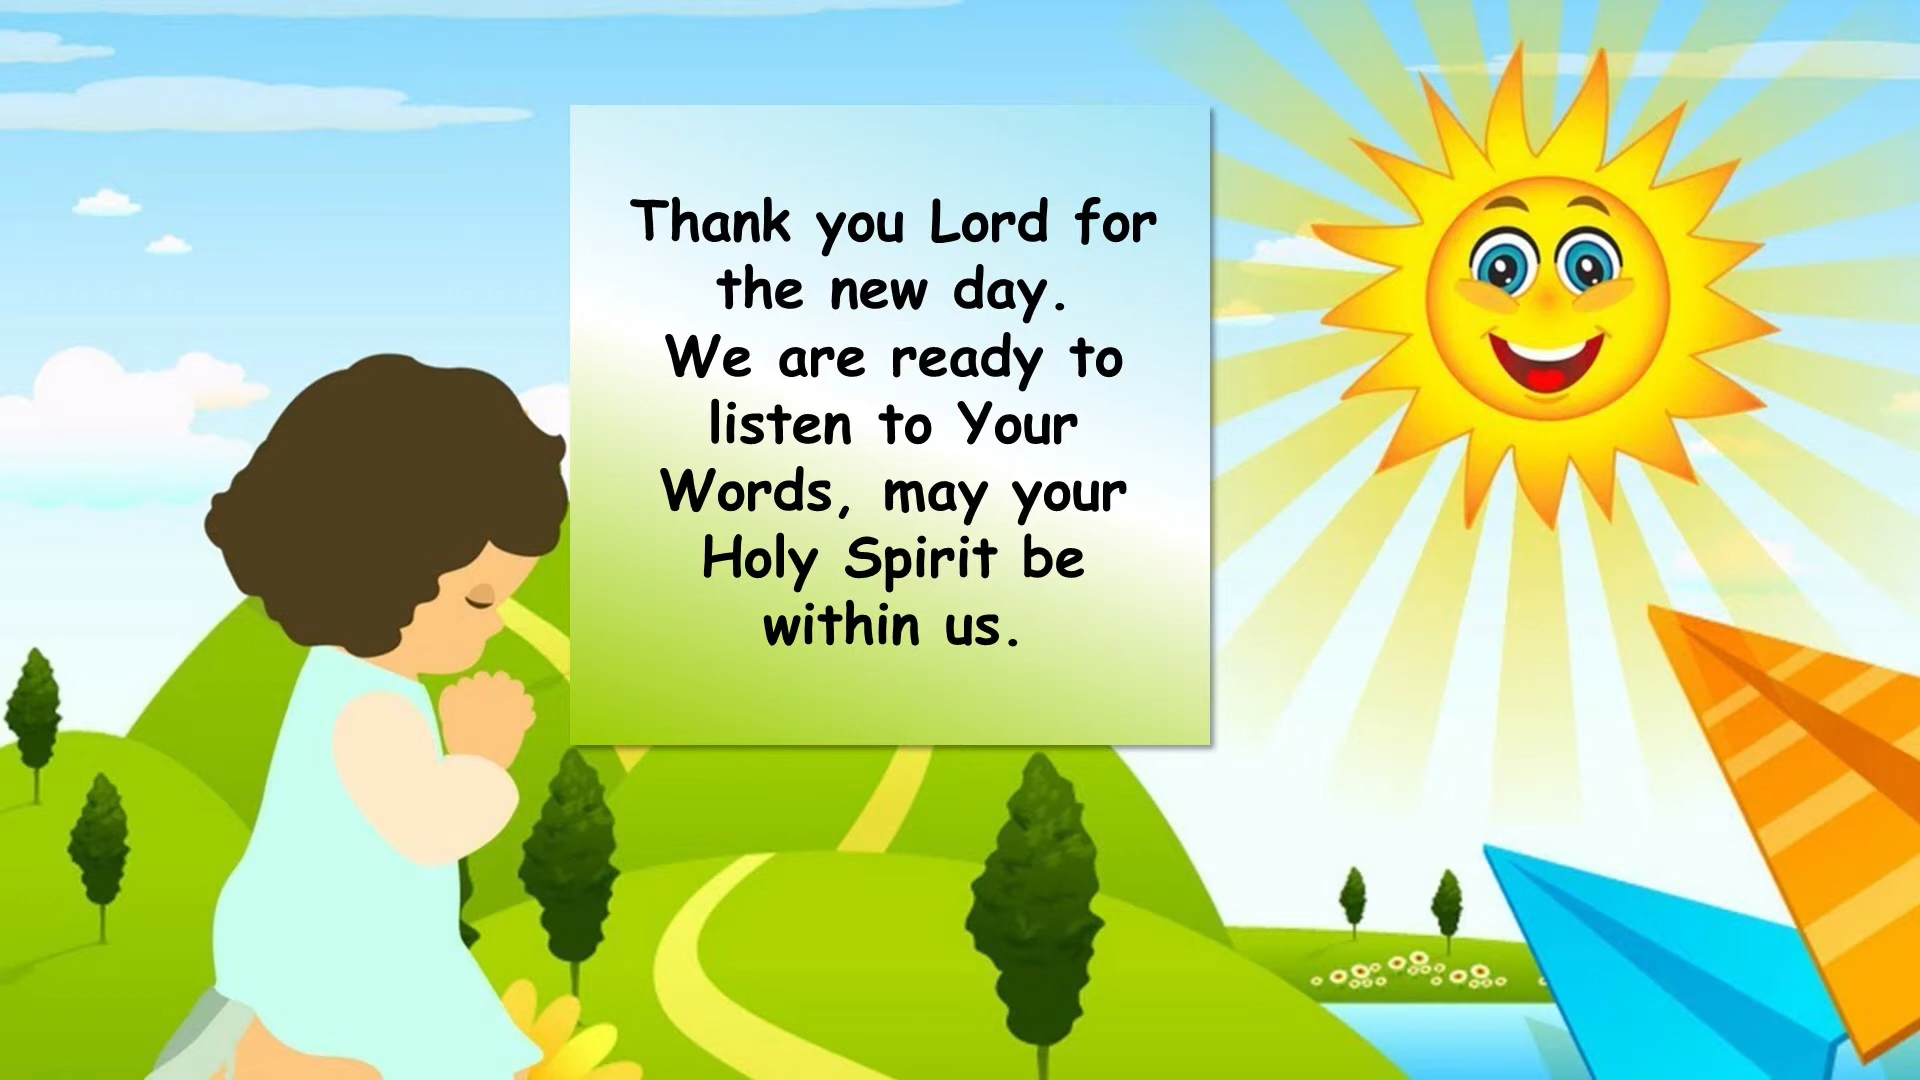 Thank you Lord for
the new day.
We are ready to
listen to Your
Words, may your
Holy Spirit be
within us.